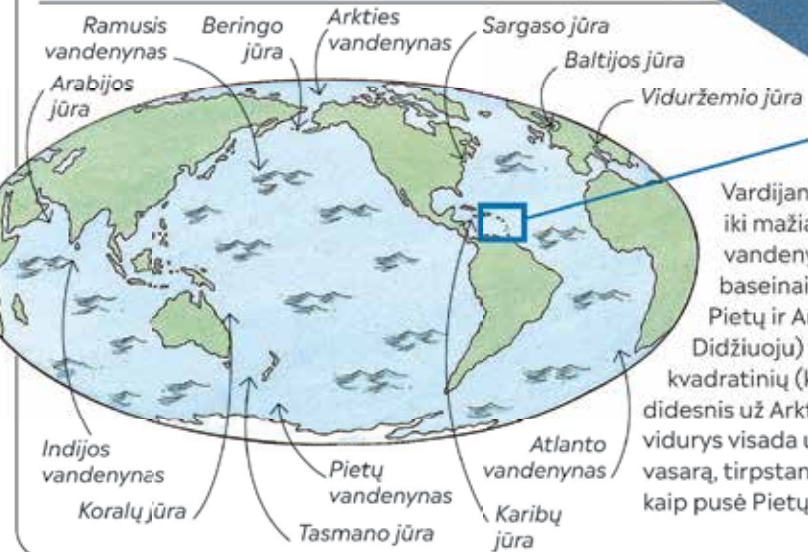 Ramusis
vandenynas
Beringo
jūra
Arkties
vandenynas
Sargaso jūra
Baltijos jūra
Viduržemio jūra
Arabijos
jūra
Vardijan
iki mažia
vandeny
baseinai
Pietų ir Ar
Didžiuoju)
kvadratinių (k
didesnis už Arkt
vidurys visada u
vasarą, tirpstan
kaip pusė Pietų
Indijos
vandenynas
Koralų jūra
Pietų
vandenynas
Tasmano jūra
Atlanto
vandenynas
Karibų
jūra